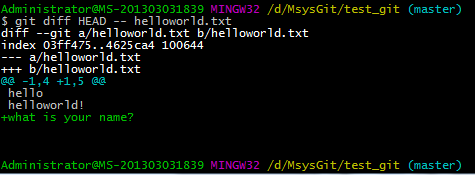 Administrator@MS-201303031839 MINGW32 /d/MsysGit/test_git (master)
$ git diff HEAD -- helloworld.txt
diff --git a/helloworld.txt b/helloworld.txt
index 03ff475..4625ca4 100644
--- a/helloworld.txt
+++ b/helloworld.txt
@@ -1,4 +1,5 @@
 hello
 helloworld!
+what is your name?
Administrator@MS-201303031839 MINGW32 /d/MsysGit/test_git (master)